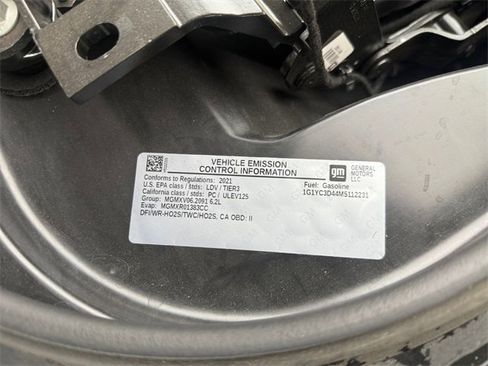 VEHICLE EMISSION
CONTROL INFORMATION
Conforms to Regulations: 2021
U.S. EPA class / stds: LDV / TIER3
California class / stds: PC / ULEV125
Group: MGMXV06.2091 6.2L
Evap: MGMXR01383CC
DFI/WR-HO2S/TWC/HO2S, CA OBD: II
gm
GENERAL
MOTORS
LLC
Fuel: Gasoline
1G1YC3D44M5112231